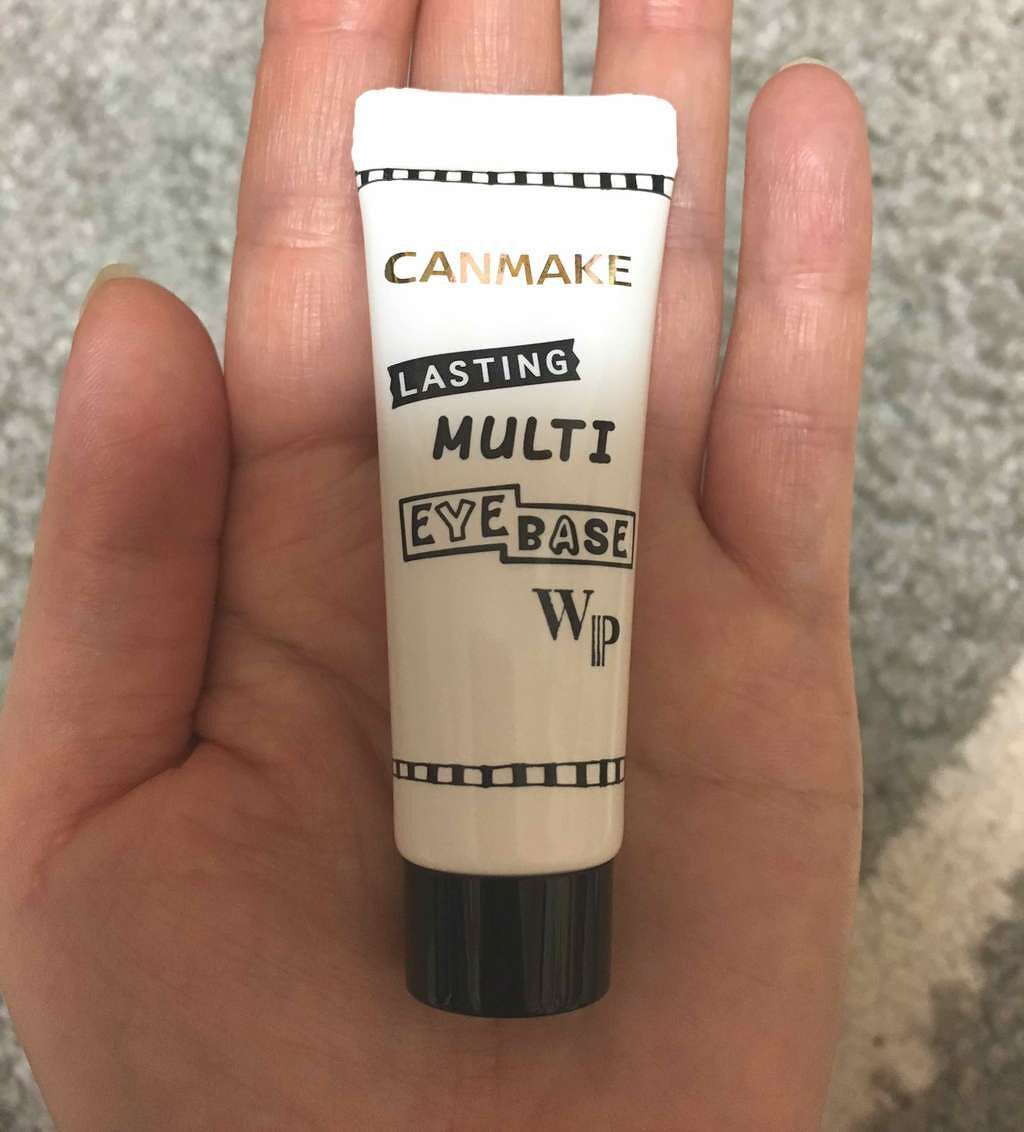 CANMAKE
LASTING
MULTI
EYE BASE
WP